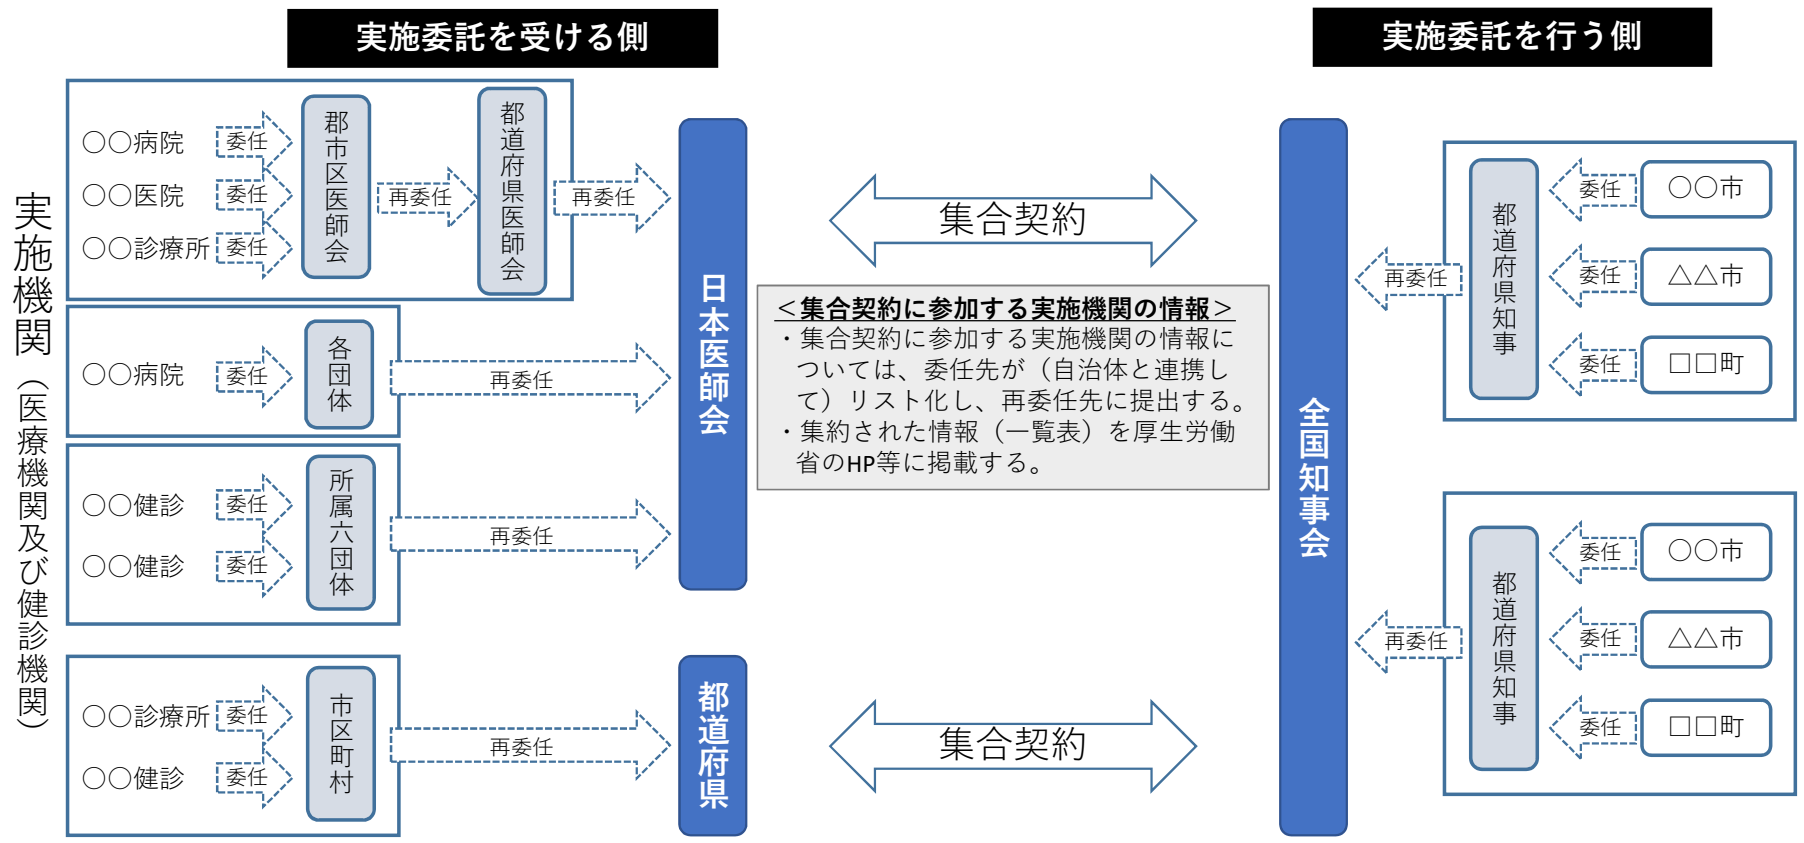 実施委託を受ける側
実施委託を行う側
実施機関（医療機関及び健診機関）
〇〇病院
委任
〇〇医院
委任
〇〇診療所
委任
郡市区医師会
再委任
都道府県医師会
再委任
〇〇病院
委任
各団体
再委任
〇〇健診
委任
〇〇健診
委任
所属六団体
再委任
〇〇診療所
委任
〇〇健診
委任
市区町村
再委任
日本医師会
都道府県
集合契約
＜集合契約に参加する実施機関の情報＞
・集合契約に参加する実施機関の情報に
ついては、委任先が（自治体と連携し
て）リスト化し、再委任先に提出する。
・集約された情報（一覧表）を厚生労働
省のHP等に掲載する。
集合契約
全国知事会
再委任
都道府県知事
委任
〇〇市
委任
△△市
委任
□□町
再委任
都道府県知事
委任
〇〇市
委任
△△市
委任
□□町